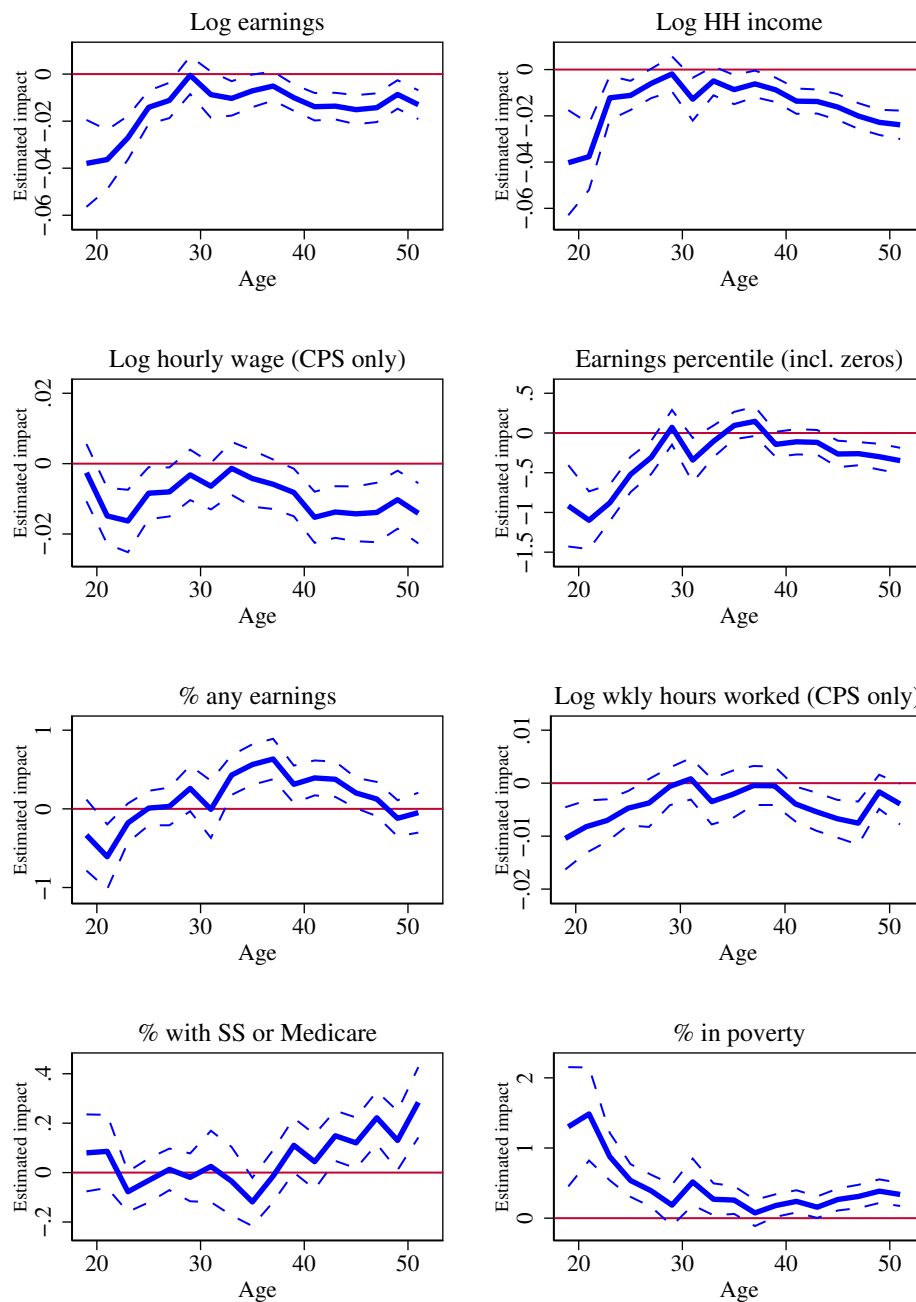 Log earnings
Estimated impact
0
−.02
−.04
−.06
20 30 40 50
Age
Log HH income
Estimated impact
0
−.02
−.04
−.06
20 30 40 50
Age
Log hourly wage (CPS only)
Estimated impact
.02
0
−.02
20 30 40 50
Age
Earnings percentile (incl. zeros)
Estimated impact
.5
0
−.5
−1
−1.5
20 30 40 50
Age
% any earnings
Estimated impact
1
0
−1
20 30 40 50
Age
Log wkly hours worked (CPS only)
Estimated impact
.01
0
−.01
−.02
20 30 40 50
Age
% with SS or Medicare
Estimated impact
.4
.2
0
−.2
20 30 40 50
Age
% in poverty
Estimated impact
2
1
0
20 30 40 50
Age